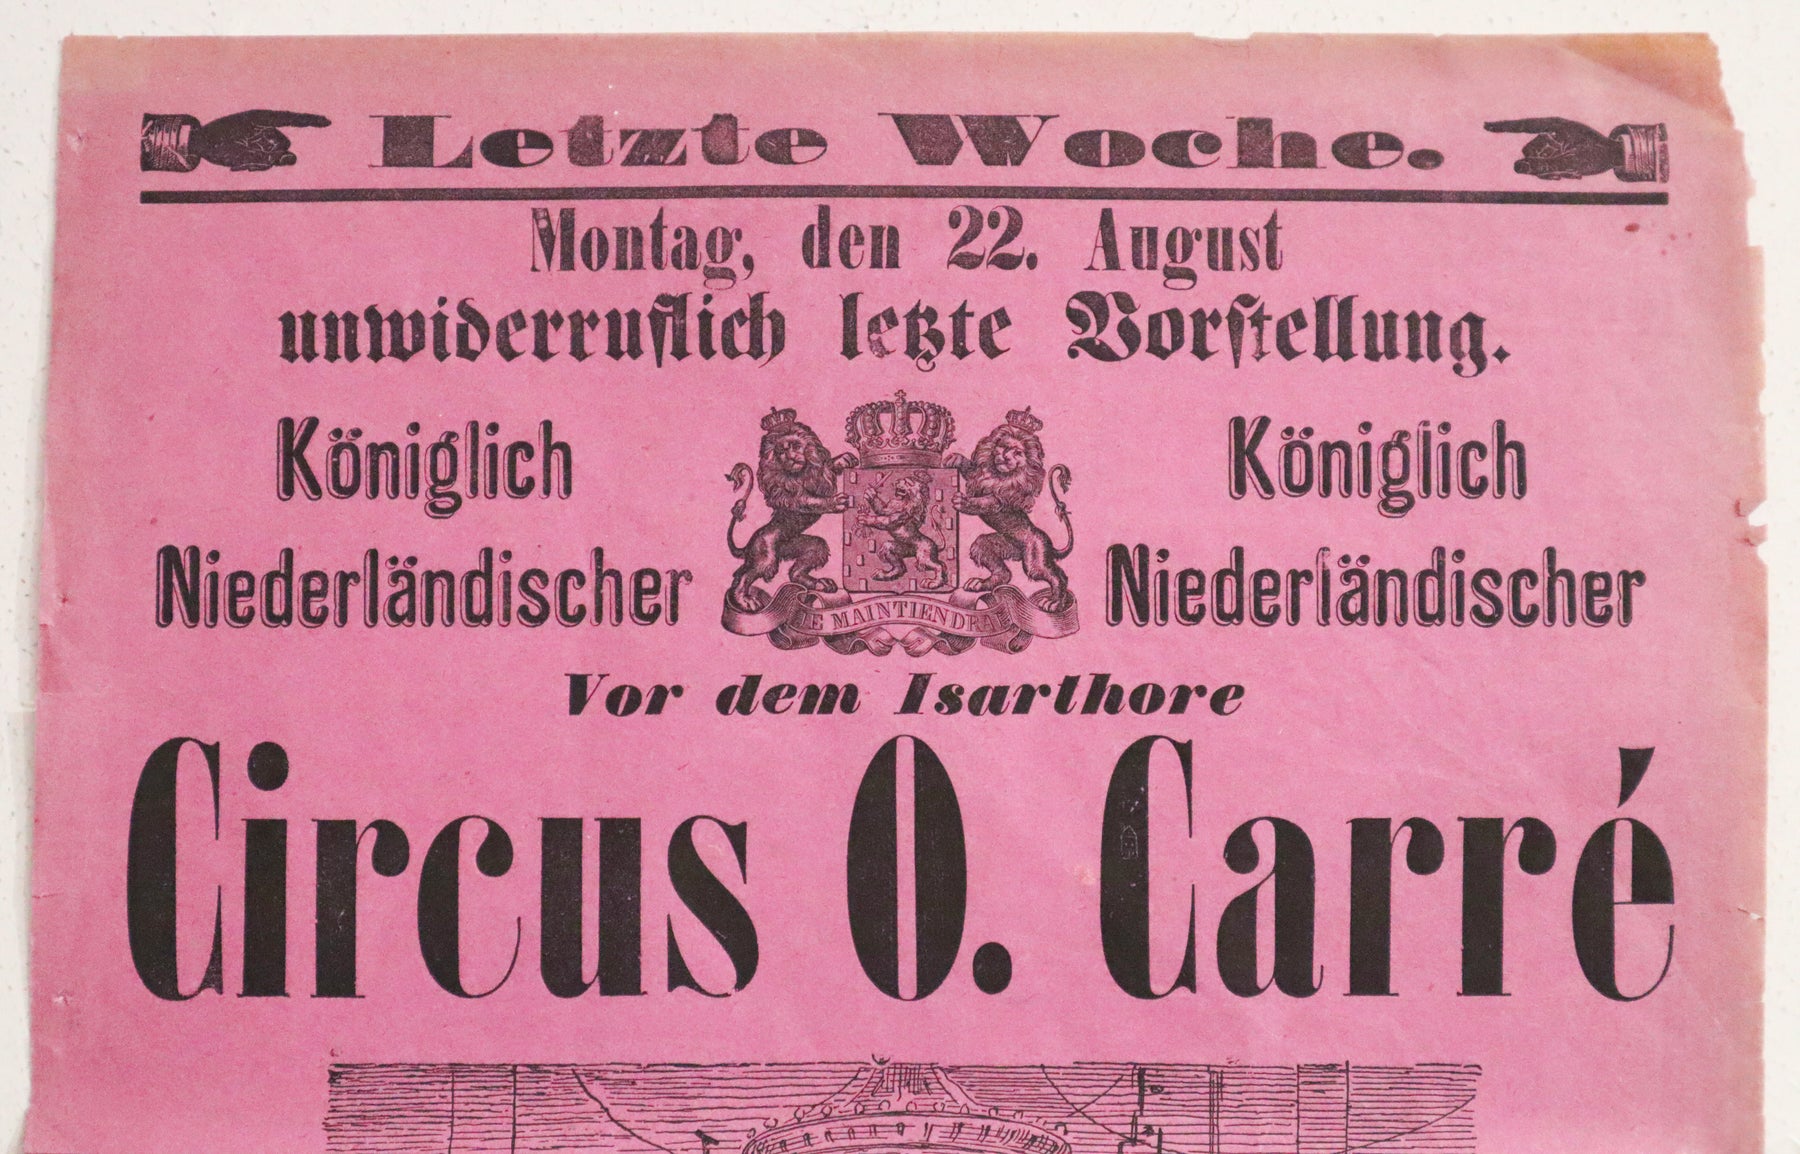 Letzte Woche.
Montag, den 22. August
unwiderruflich letzte Vorstellung.
Königlich Königlich
Niederländischer Niederländischer
JE MAINTIENDRAI
Vor dem Isarthore
Circus O. Carré